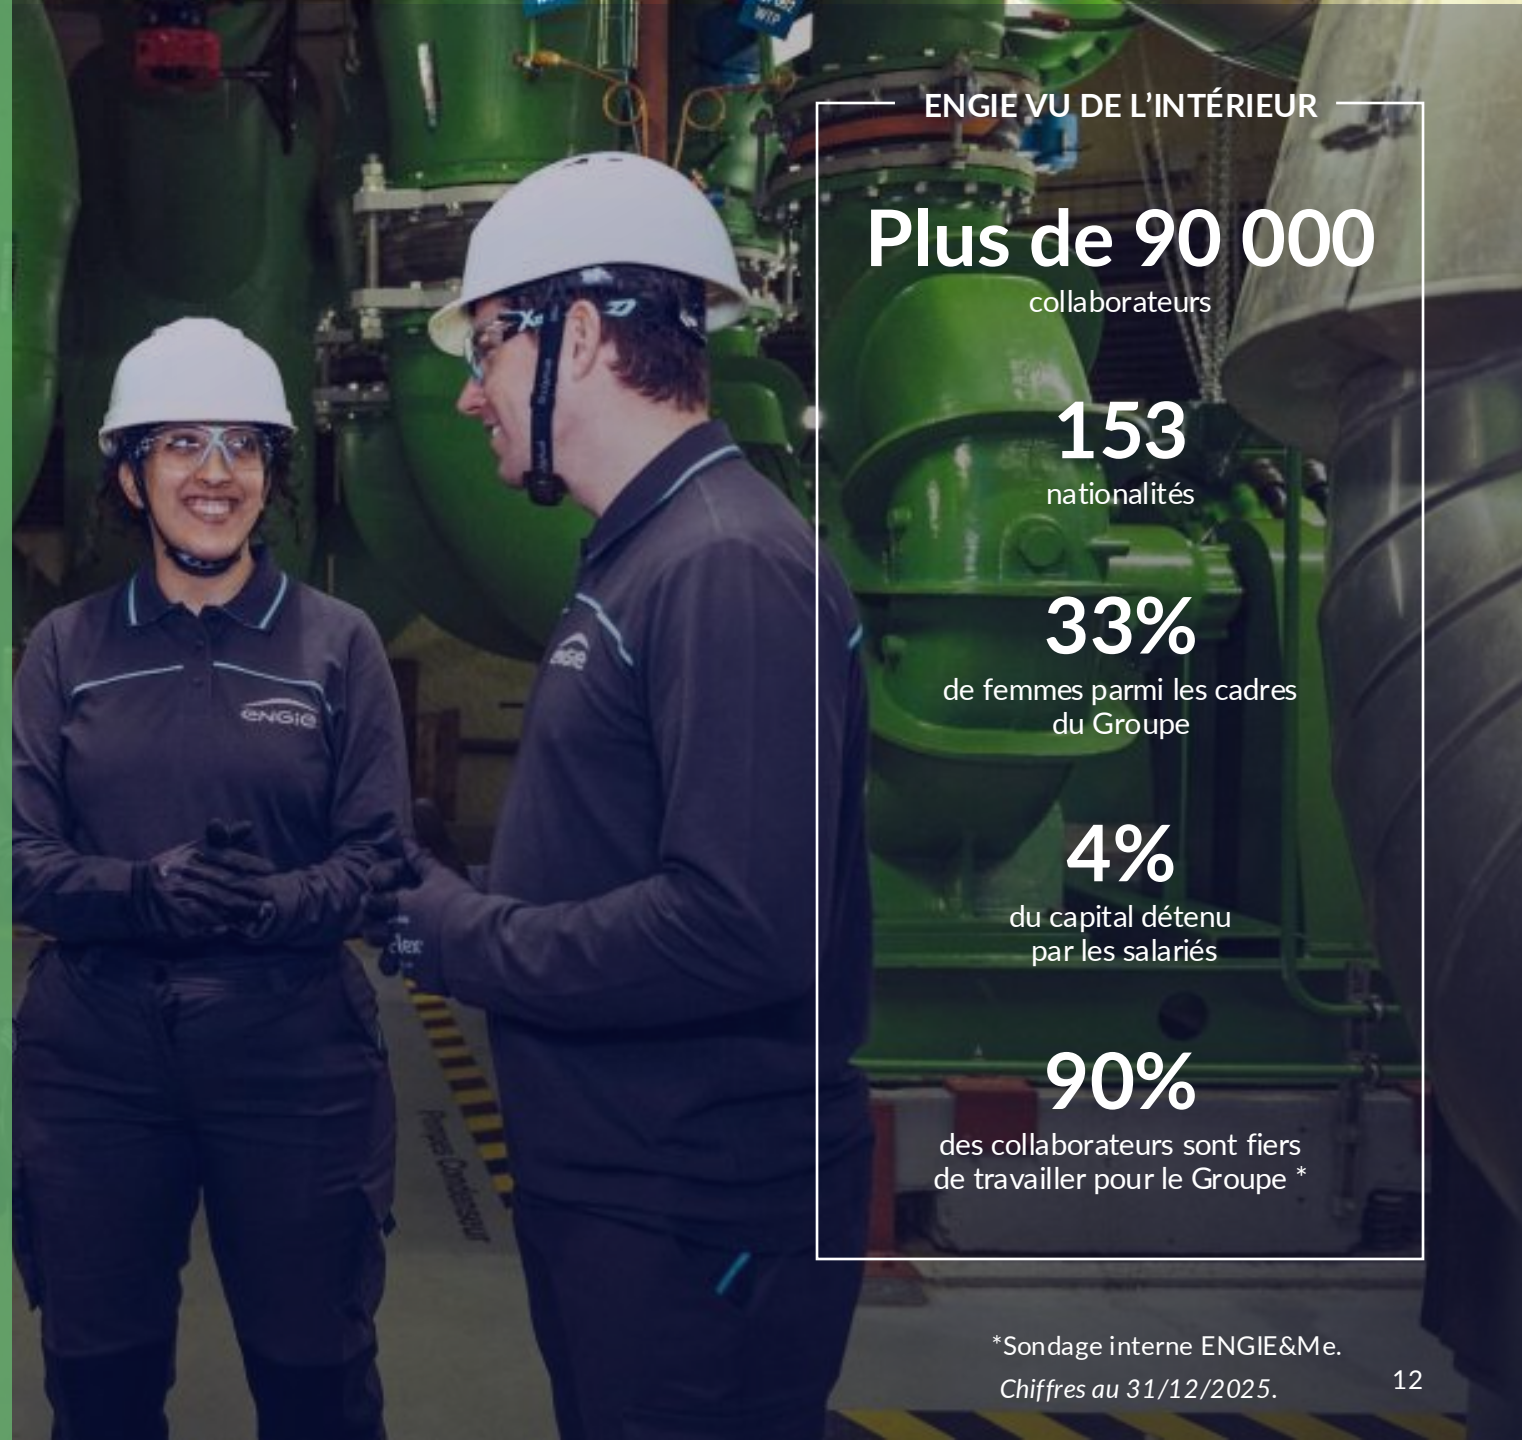 WTP
ENGIE VU DE L’INTÉRIEUR
Plus de 90 000
collaborateurs
153
nationalités
33%
de femmes parmi les cadres
du Groupe
4%
du capital détenu
par les salariés
90%
des collaborateurs sont fiers
de travailler pour le Groupe *
*Sondage interne ENGIE&Me.
Chiffres au 31/12/2025.
12
ENGIE